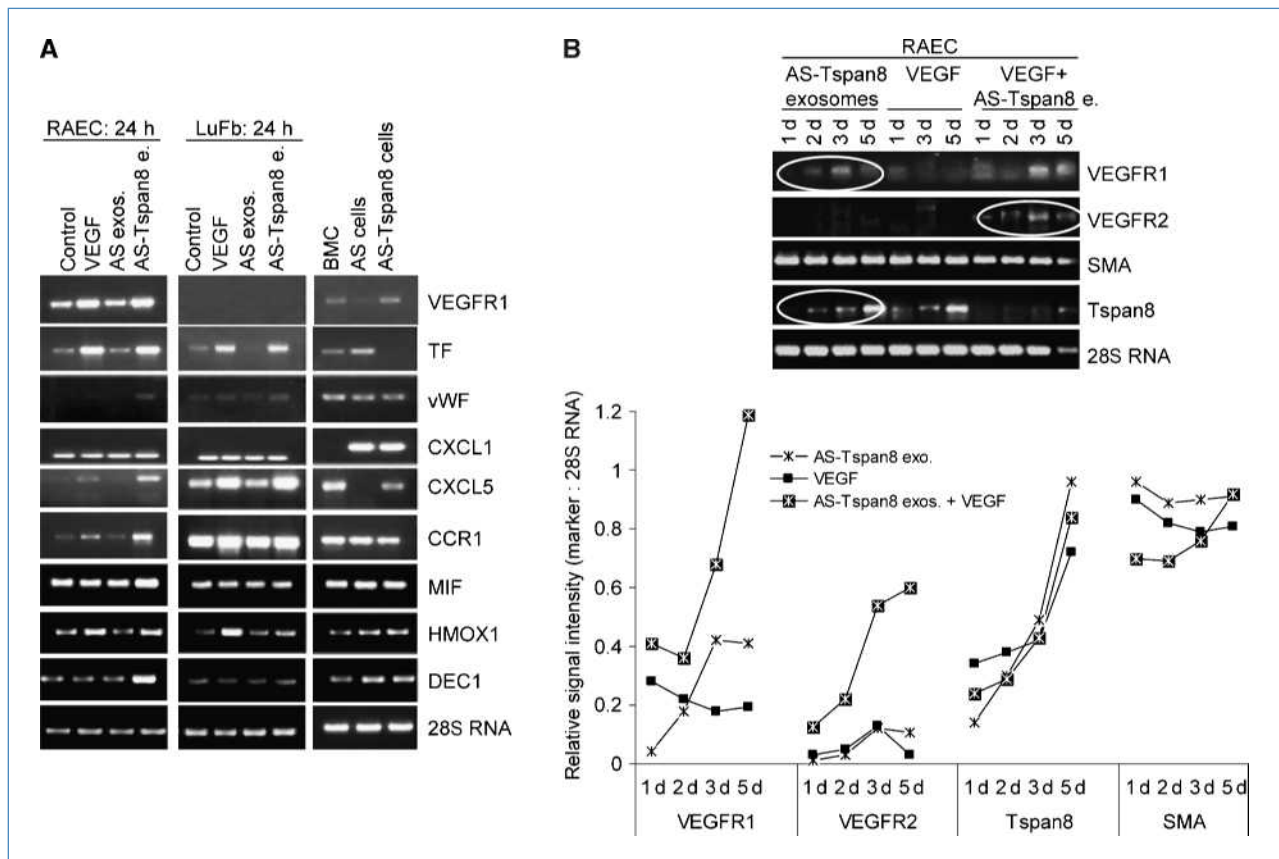 A
RAEC: 24 h
LuFb: 24 h
Control
VEGF
AS exos.
AS-Tspan8 e.
Control
VEGF
AS exos.
AS-Tspan8 e.
BMC
AS cells
AS-Tspan8 cells
VEGFR1
TF
vWF
CXCL1
CXCL5
CCR1
MIF
HMOX1
DEC1
28S RNA
B
RAEC
AS-Tspan8 exosomes
VEGF
VEGF+ AS-Tspan8 e.
1 d 2 d 3 d 5 d 1 d 2 d 3 d 5 d 1 d 2 d 3 d 5 d
VEGFR1
VEGFR2
SMA
Tspan8
28S RNA
Relative signal intensity (marker : 28S RNA)
1.2
1
0.8
0.6
0.4
0.2
0
AS-Tspan8 exo.
VEGF
AS-Tspan8 exos. + VEGF
1 d 2 d 3 d 5 d 1 d 2 d 3 d 5 d 1 d 2 d 3 d 5 d 1 d 2 d 3 d 5 d
VEGFR1 VEGFR2 Tspan8 SMA